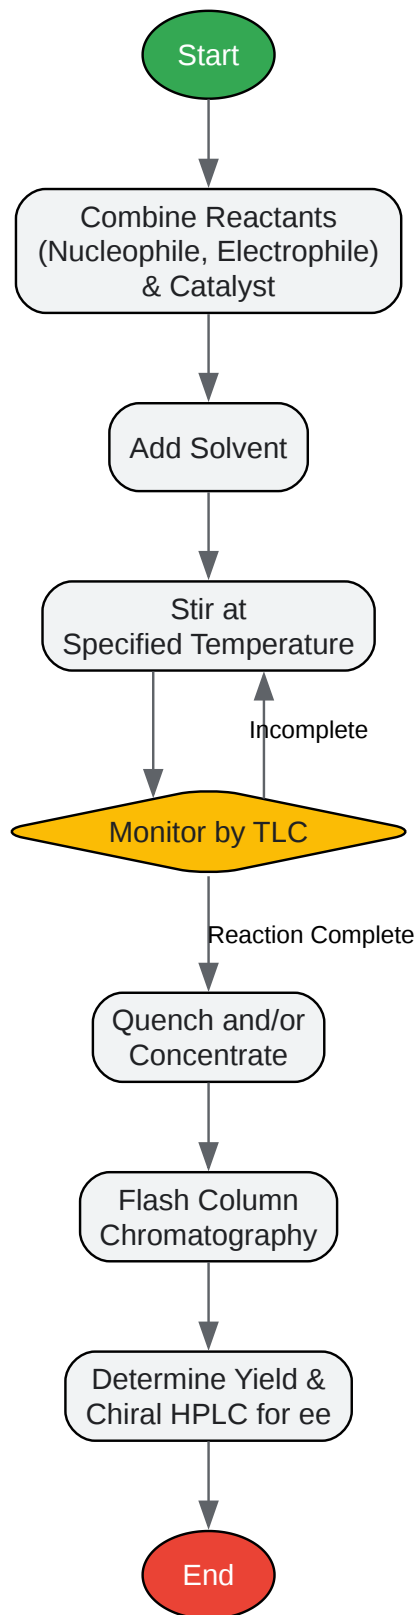 Start
Combine Reactants
(Nucleophile, Electrophile)
& Catalyst
Add Solvent
Stir at
Specified Temperature
Incomplete
Monitor by TLC
Reaction Complete
Quench and/or
Concentrate
Flash Column
Chromatography
Determine Yield &
Chiral HPLC for ee
End